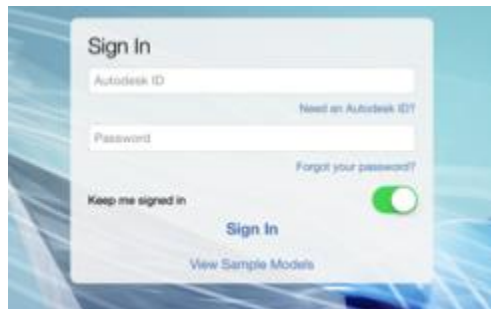 Sign In
Autodesk ID
Need an Autodesk ID?
Password
Forgot your password?
Keep me signed in
Sign In
View Sample Models